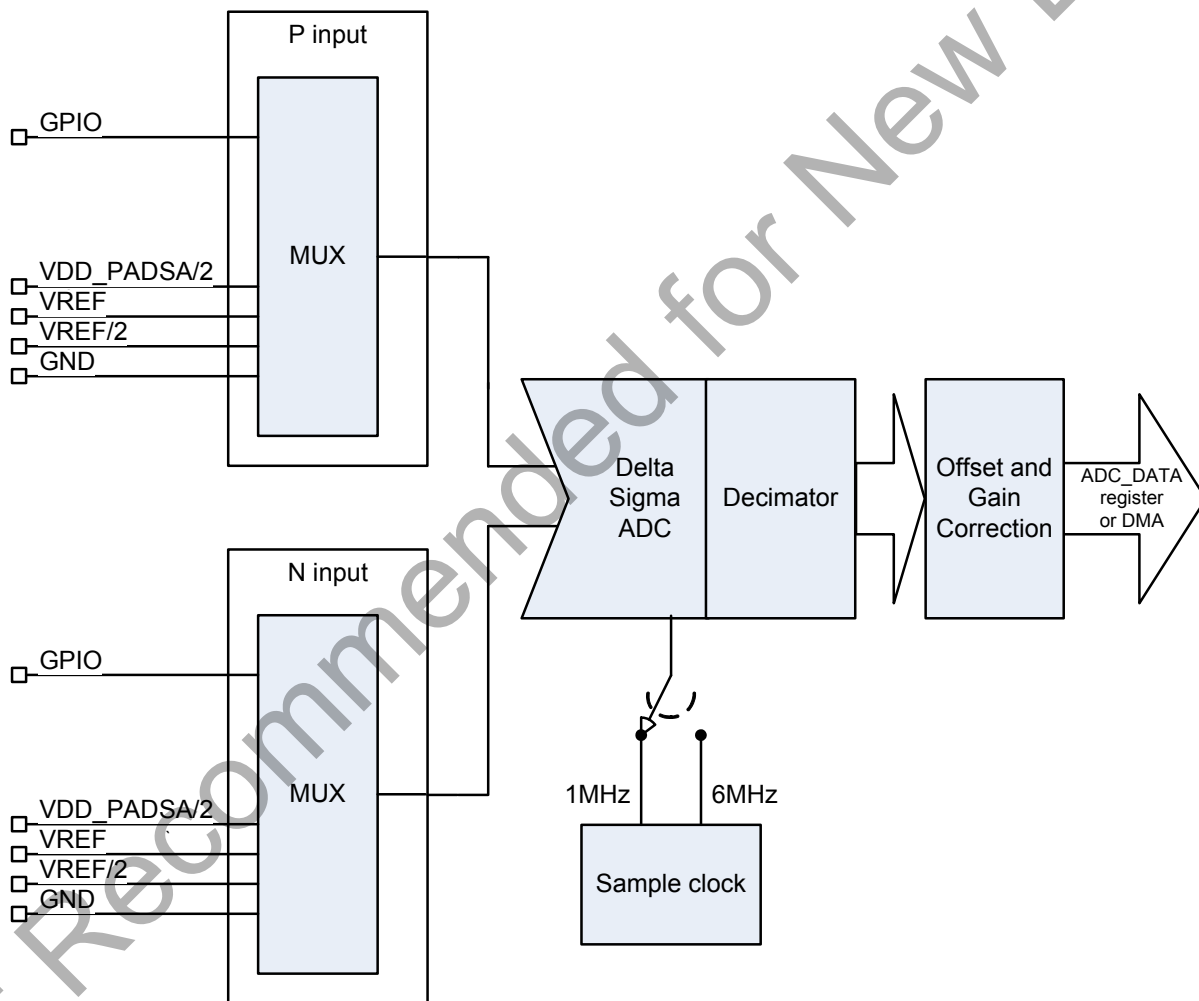 P input
GPIO
MUX
VDD_PADSA/2
VREF
VREF/2
GND
Delta
Sigma
ADC
Decimator
Offset and
Gain
Correction
ADC_DATA
register
or DMA
N input
GPIO
MUX
VDD_PADSA/2
VREF
VREF/2
GND
1MHz
6MHz
Sample clock
Recommended for New